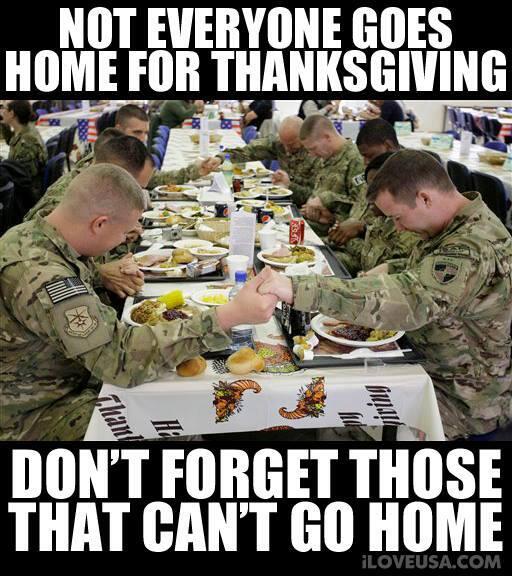 NOT EVERYONE GOES
HOME FOR THANKSGIVING
DON'T FORGET THOSE
THAT CAN'T GO HOME
iLOVEUSA.COM